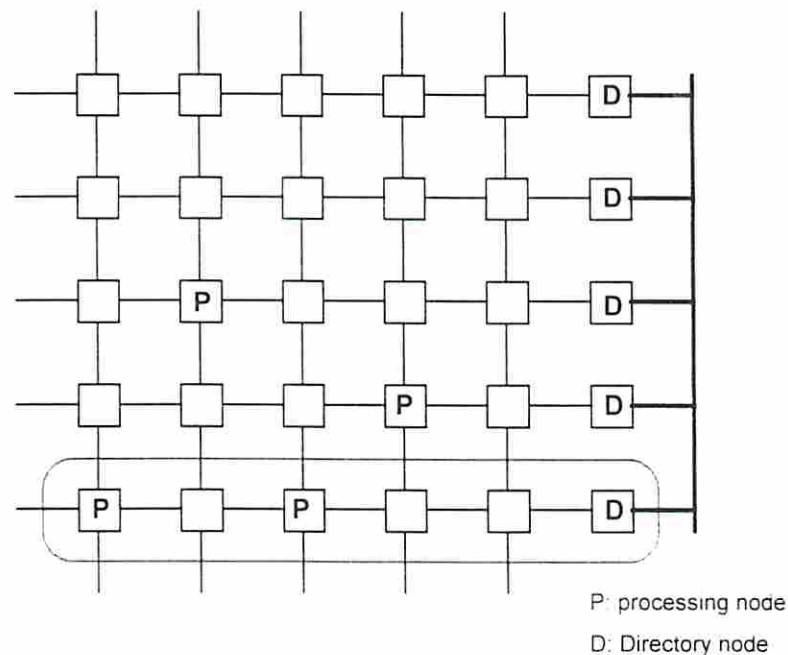 D
D
P D
P D
P P D
P: processing node
D: Directory node